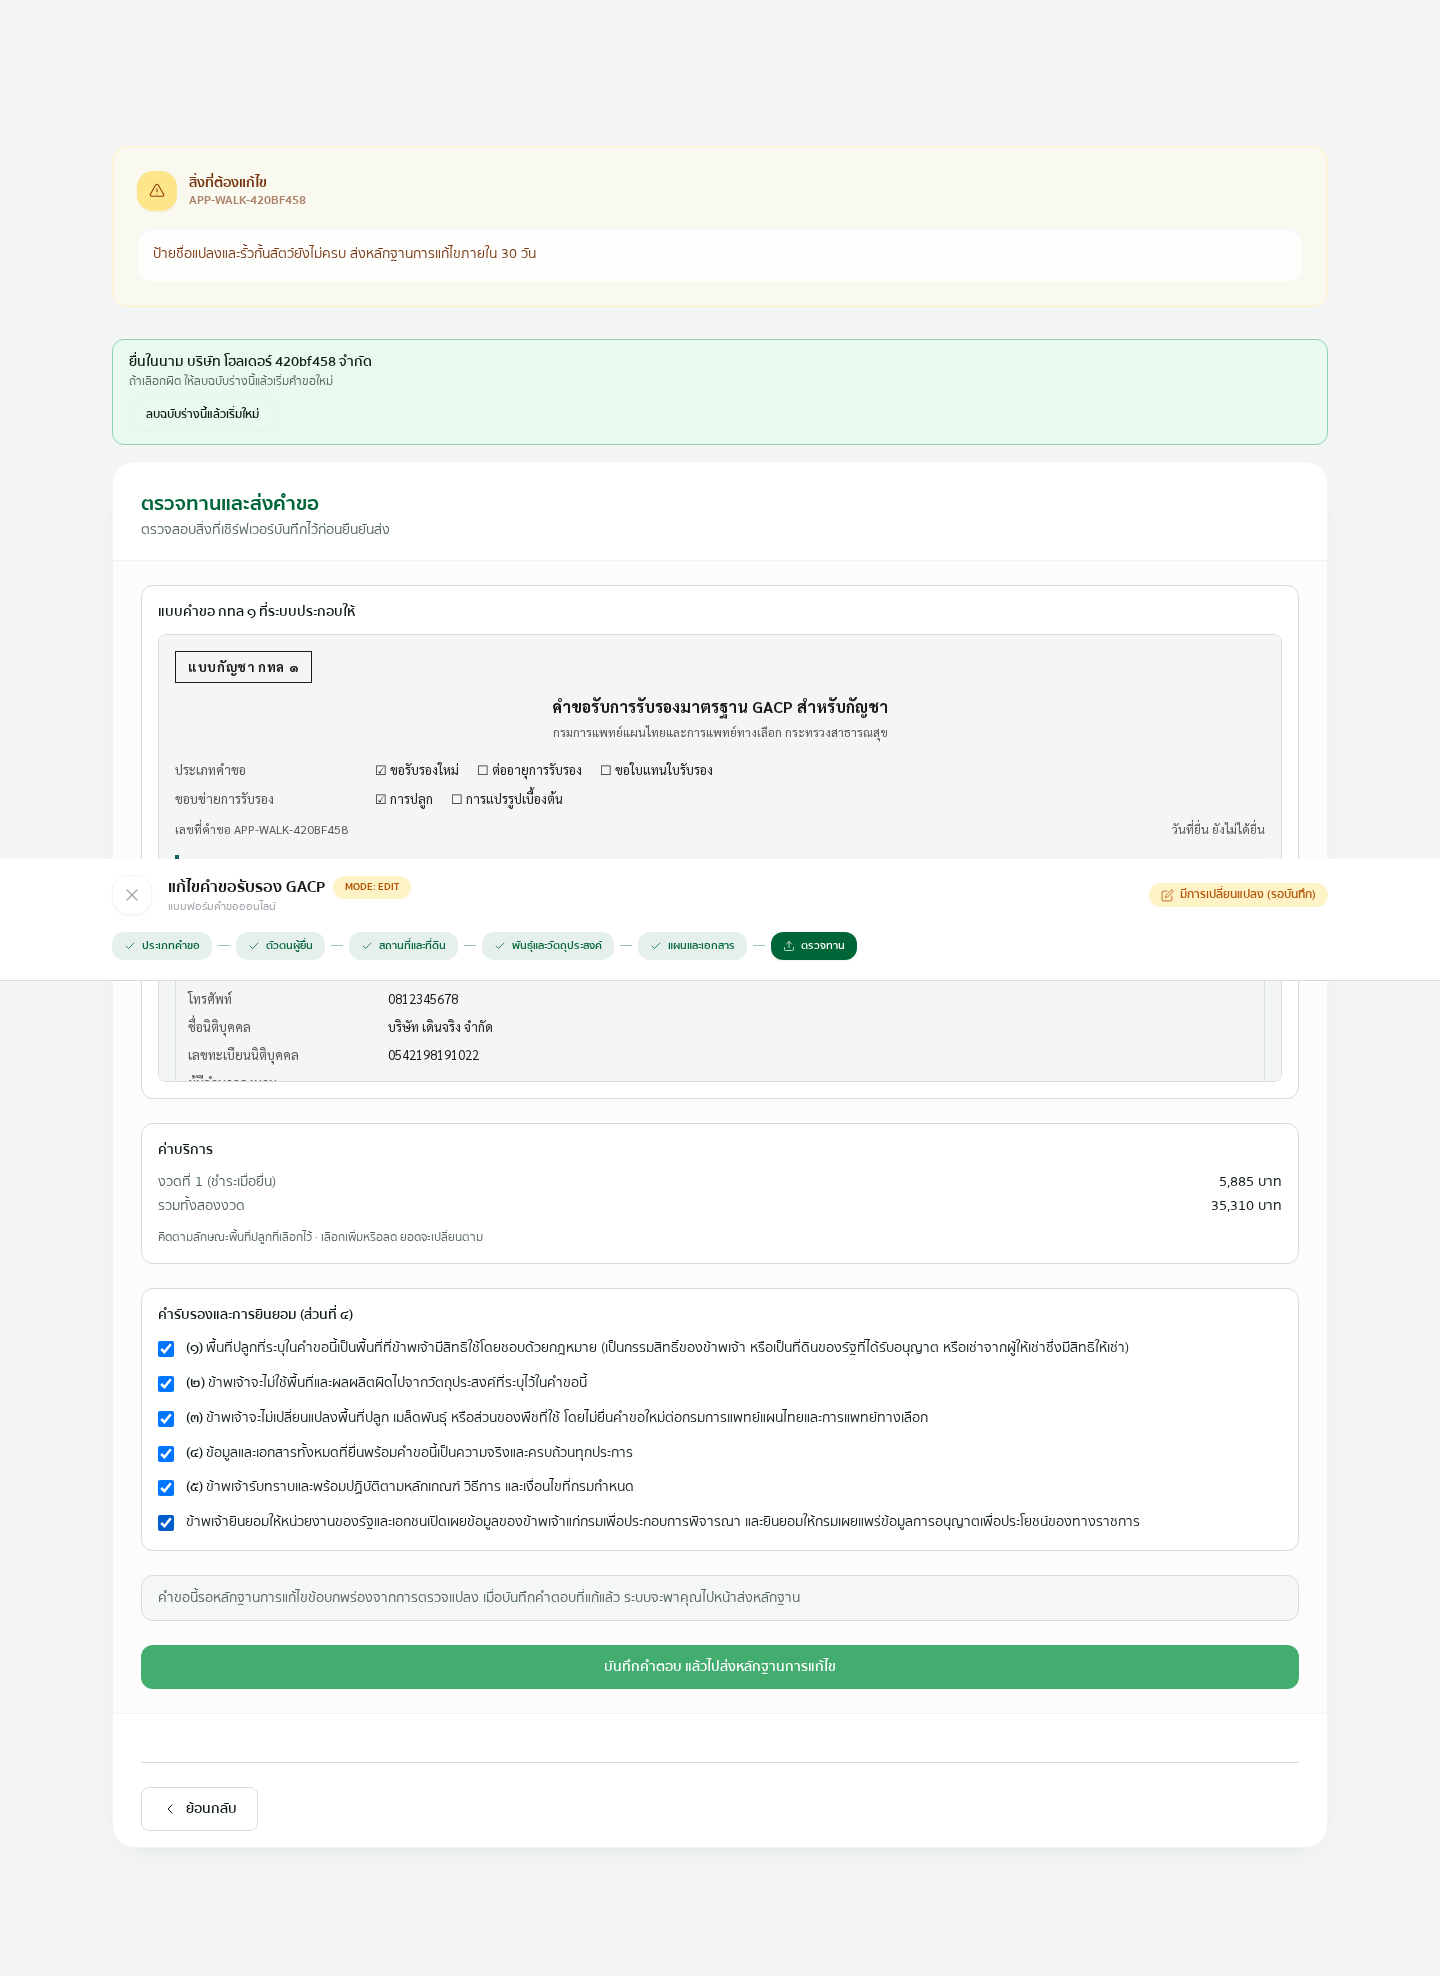 สิ่งที่ต้องแก้ไข
APP-WALK-420BF458
ป้ายชื่อแปลงและรั้วกั้นสัตว์ยังไม่ครบ ส่งหลักฐานการแก้ไขภายใน 30 วัน
ยื่นในนาม บริษัท โฮลเดอร์ 420bf458 จำกัด
ถ้าเลือกผิด ให้ลบฉบับร่างนี้แล้วเริ่มคำขอใหม่
ลบฉบับร่างนี้แล้วเริ่มใหม่
ตรวจทานและส่งคำขอ
ตรวจสอบสิ่งที่เซิร์ฟเวอร์บันทึกไว้ก่อนยืนยันส่ง
แบบคำขอ กทล ๑ ที่ระบบประกอบให้
แบบกัญชา กทล ๑
คำขอรับการรับรองมาตรฐาน GACP สำหรับกัญชา
กรมการแพทย์แผนไทยและการแพทย์ทางเลือก กระทรวงสาธารณสุข
ประเภทคำขอ ☑ ขอรับรองใหม่ ☐ ต่ออายุการรับรอง ☐ ขอใบแทนใบรับรอง
ขอบข่ายการรับรอง ☑ การปลูก ☐ การแปรรูปเบื้องต้น
เลขที่คำขอ APP-WALK-420BF458 วันที่ยื่น ยังไม่ได้ยื่น
แก้ไขคำขอรับรอง GACP MODE: EDIT
แบบฟอร์มคำขอออนไลน์
มีการเปลี่ยนแปลง (รอบันทึก)
ประเภทคำขอ — ตัวตนผู้ยื่น — สถานที่และที่ดิน — พันธุ์และวัตถุประสงค์ — แผนและเอกสาร — ตรวจทาน
โทรศัพท์ 0812345678
ชื่อนิติบุคคล บริษัท เดินจริง จำกัด
เลขทะเบียนนิติบุคคล 0542198191022
ค่าบริการ
งวดที่ 1 (ชำระเมื่อยื่น) 5,885 บาท
รวมทั้งสองงวด 35,310 บาท
คิดตามลักษณะพื้นที่ปลูกที่เลือกไว้ · เลือกเพิ่มหรือลด ยอดจะเปลี่ยนตาม
คำรับรองและการยินยอม (ส่วนที่ ๔)
(๑) พื้นที่ปลูกที่ระบุในคำขอนี้เป็นพื้นที่ที่ข้าพเจ้ามีสิทธิใช้โดยชอบด้วยกฎหมาย (เป็นกรรมสิทธิ์ของข้าพเจ้า หรือเป็นที่ดินของรัฐที่ได้รับอนุญาต หรือเช่าจากผู้ให้เช่าซึ่งมีสิทธิให้เช่า)
(๒) ข้าพเจ้าจะไม่ใช้พื้นที่และผลผลิตผิดไปจากวัตถุประสงค์ที่ระบุไว้ในคำขอนี้
(๓) ข้าพเจ้าจะไม่เปลี่ยนแปลงพื้นที่ปลูก เมล็ดพันธุ์ หรือส่วนของพืชที่ใช้ โดยไม่ยื่นคำขอใหม่ต่อกรมการแพทย์แผนไทยและการแพทย์ทางเลือก
(๔) ข้อมูลและเอกสารทั้งหมดที่ยื่นพร้อมคำขอนี้เป็นความจริงและครบถ้วนทุกประการ
(๕) ข้าพเจ้ารับทราบและพร้อมปฏิบัติตามหลักเกณฑ์ วิธีการ และเงื่อนไขที่กรมกำหนด
ข้าพเจ้ายินยอมให้หน่วยงานของรัฐและเอกชนเปิดเผยข้อมูลของข้าพเจ้าแก่กรมเพื่อประกอบการพิจารณา และยินยอมให้กรมเผยแพร่ข้อมูลการอนุญาตเพื่อประโยชน์ของทางราชการ
คำขอนี้รอหลักฐานการแก้ไขข้อบกพร่องจากการตรวจแปลง เมื่อบันทึกคำตอบที่แก้แล้ว ระบบจะพาคุณไปหน้าส่งหลักฐาน
บันทึกคำตอบ แล้วไปส่งหลักฐานการแก้ไข
ย้อนกลับ